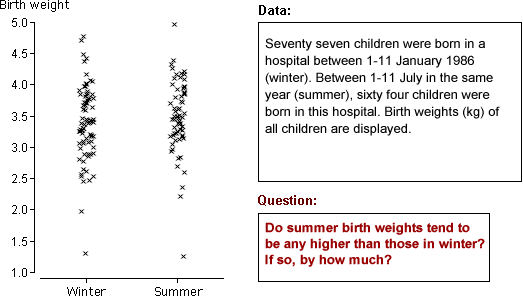 Birth weight
5.0
4.5
4.0
3.5
3.0
2.5
2.0
1.5
1.0
Winter Summer
Data:
Seventy seven children were born in a
hospital between 1-11 January 1986
(winter). Between 1-11 July in the same
year (summer), sixty four children were
born in this hospital. Birth weights (kg) of
all children are displayed.
Question:
Do summer birth weights tend to
be any higher than those in winter?
If so, by how much?